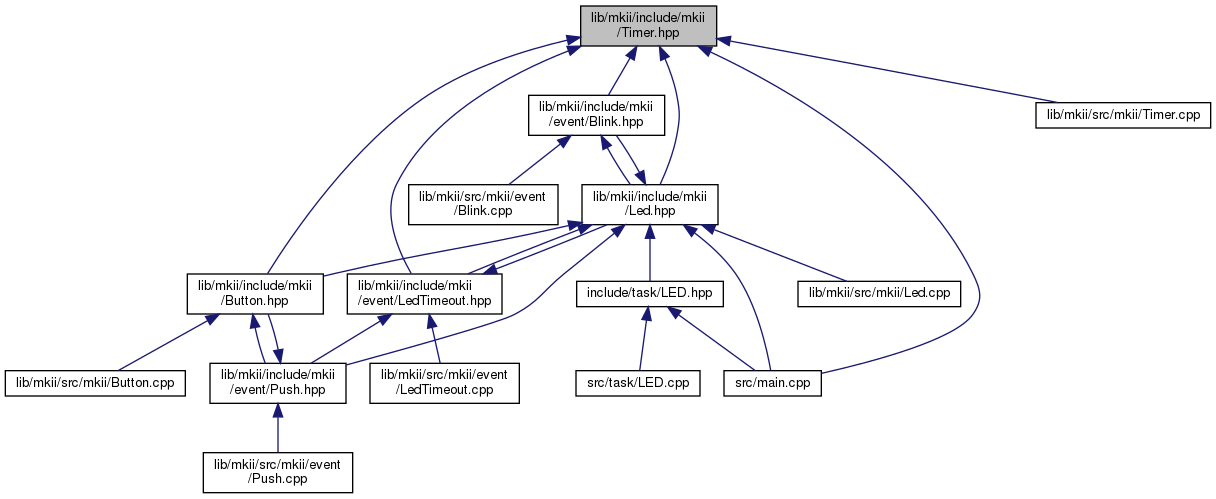 lib/mkii/include/mkii
/Timer.hpp
lib/mkii/include/mkii
/event/Blink.hpp
lib/mkii/src/mkii/Timer.cpp
lib/mkii/src/mkii/event
/Blink.cpp
lib/mkii/include/mkii
/Led.hpp
lib/mkii/include/mkii
/Button.hpp
lib/mkii/include/mkii
/event/LedTimeout.hpp
include/task/LED.hpp
lib/mkii/src/mkii/Led.cpp
lib/mkii/src/mkii/Button.cpp
lib/mkii/include/mkii
/event/Push.hpp
lib/mkii/src/mkii/event
/LedTimeout.cpp
src/task/LED.cpp
src/main.cpp
lib/mkii/src/mkii/event
/Push.cpp